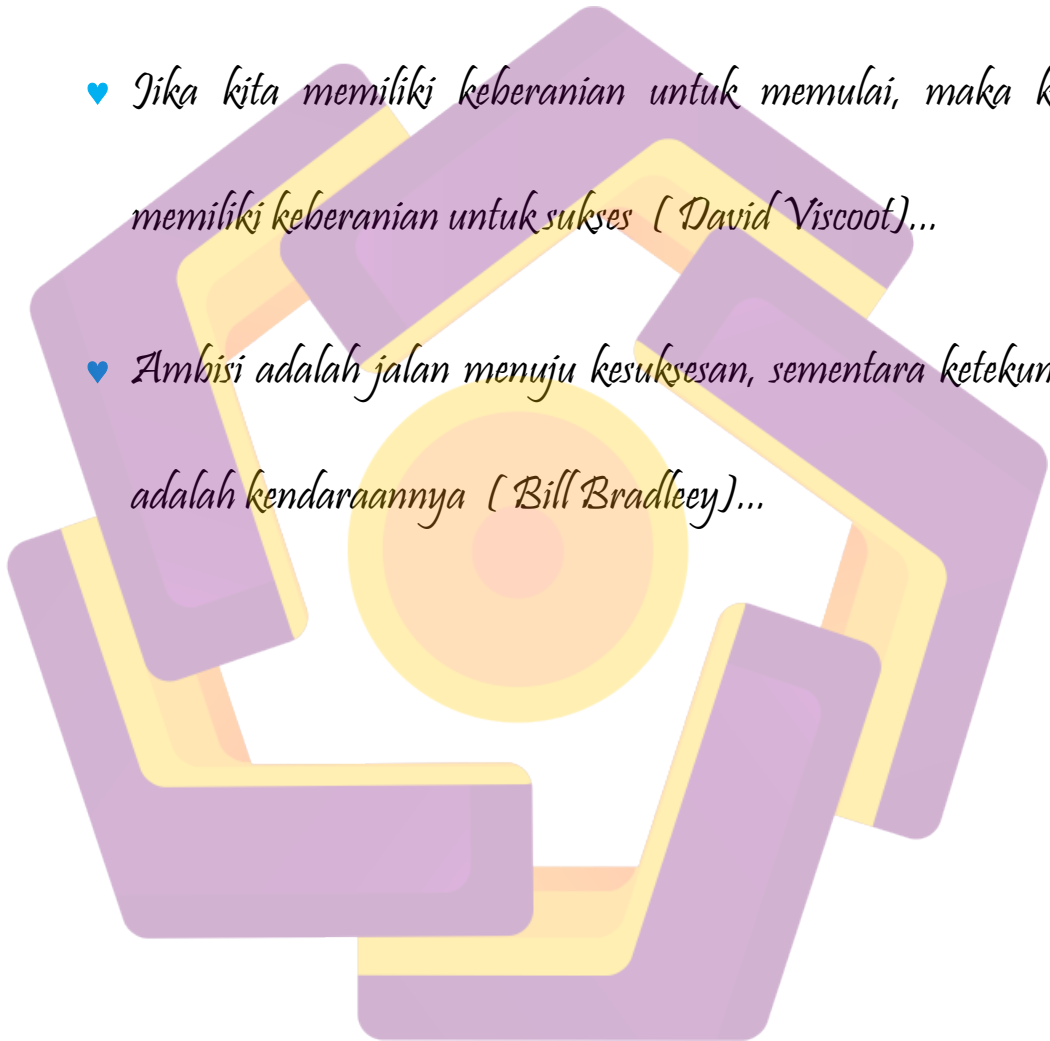 ♥ Jika kita memiliki keberanian untuk memulai, maka
memiliki keberanian untuk sukses ( David Viscoot)...
♥ Ambisi adalah jalan menuju kesuksesan, sementara
adalah kendaraannya ( Bill Bradleey)...